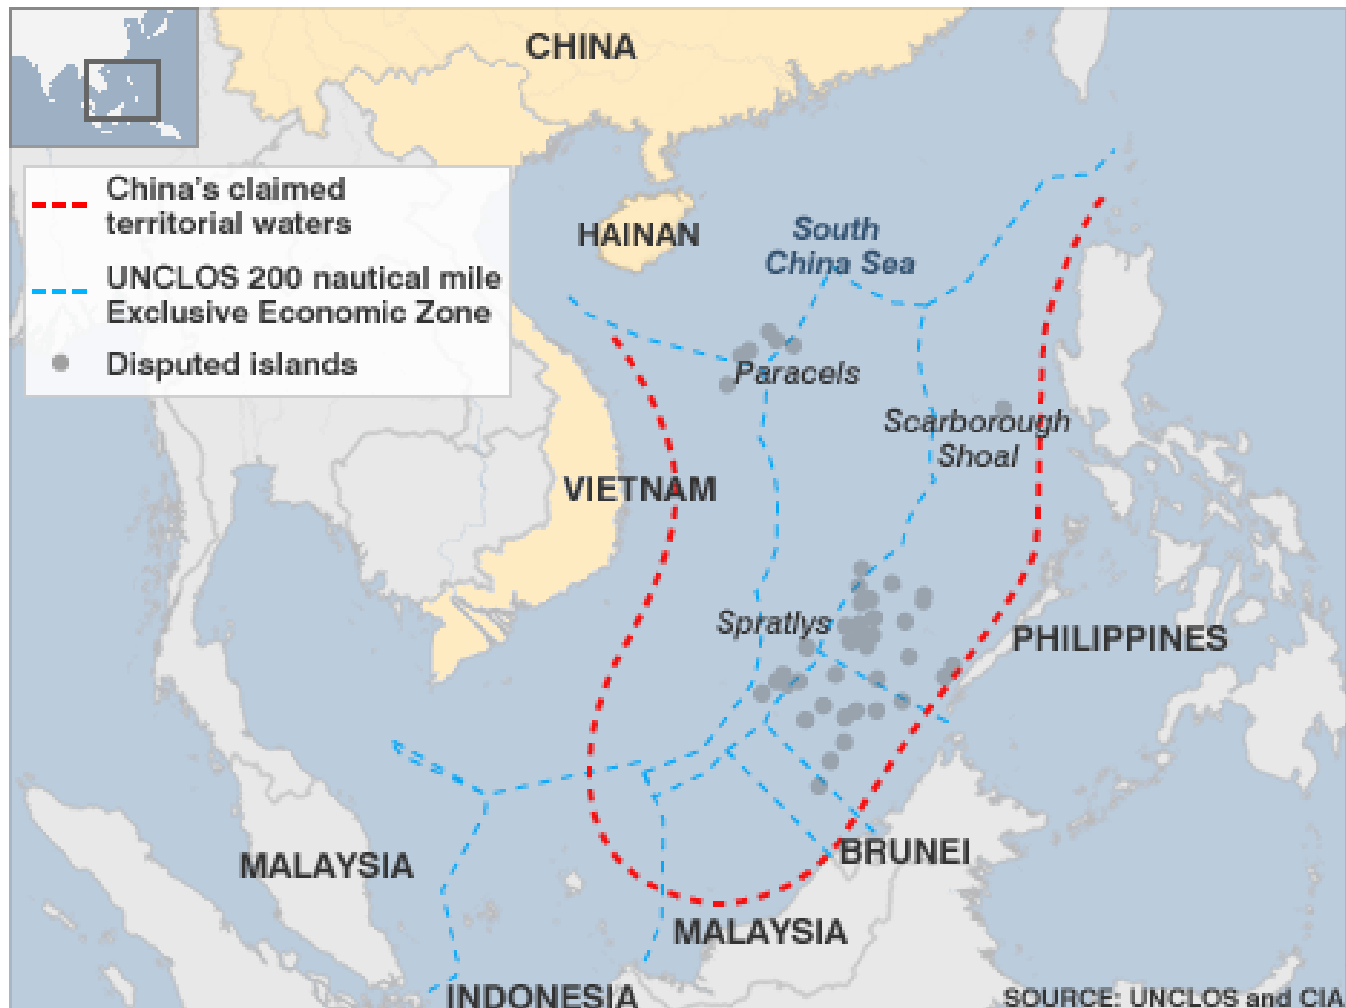 CHINA
China's claimed
territorial waters
UNCLOS 200 nautical mile
Exclusive Economic Zone
Disputed islands
HAINAN
South
China Sea
Paracels
Scarborough
Shoal
VIETNAM
Spratlys
PHILIPPINES
MALAYSIA
BRUNEI
MALAYSIA
INDONESIA
SOURCE: UNCLOS and CIA